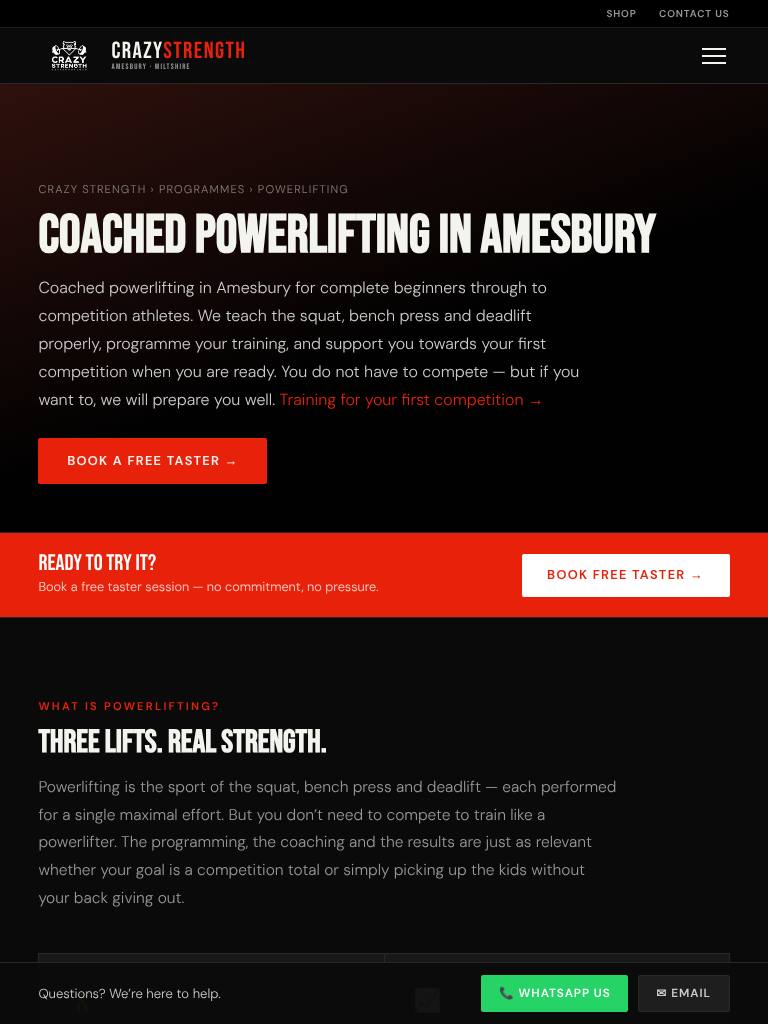 SHOP CONTACT US
CRAZY
STRENGTH
CRAZYSTRENGTH
AMESBURY · WILTSHIRE
CRAZY STRENGTH › PROGRAMMES › POWERLIFTING
COACHED POWERLIFTING IN AMESBURY
Coached powerlifting in Amesbury for complete beginners through to
competition athletes. We teach the squat, bench press and deadlift
properly, programme your training, and support you towards your first
competition when you are ready. You do not have to compete — but if you
want to, we will prepare you well. Training for your first competition →
BOOK A FREE TASTER →
READY TO TRY IT?
Book a free taster session — no commitment, no pressure.
BOOK FREE TASTER →
WHAT IS POWERLIFTING?
THREE LIFTS. REAL STRENGTH.
Powerlifting is the sport of the squat, bench press and deadlift — each performed
for a single maximal effort. But you don’t need to compete to train like a
powerlifter. The programming, the coaching and the results are just as relevant
whether your goal is a competition total or simply picking up the kids without
your back giving out.
Questions? We’re here to help.
📞 WHATSAPP US
✉ EMAIL